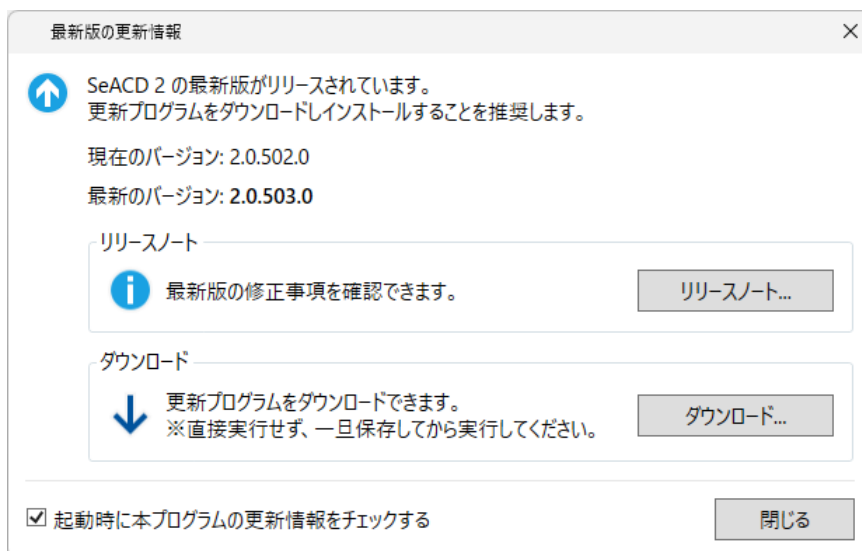 最新版の更新情報
SeACD 2 の最新版がリリースされています。
更新プログラムをダウンロードしインストールすることを推奨します。
現在のバージョン: 2.0.502.0
最新のバージョン: 2.0.503.0
リリースノート
最新版の修正事項を確認できます。
リリースノート...
ダウンロード
更新プログラムをダウンロードできます。
※直接実行せず、一旦保存してから実行してください。
ダウンロード...
起動時に本プログラムの更新情報をチェックする
閉じる